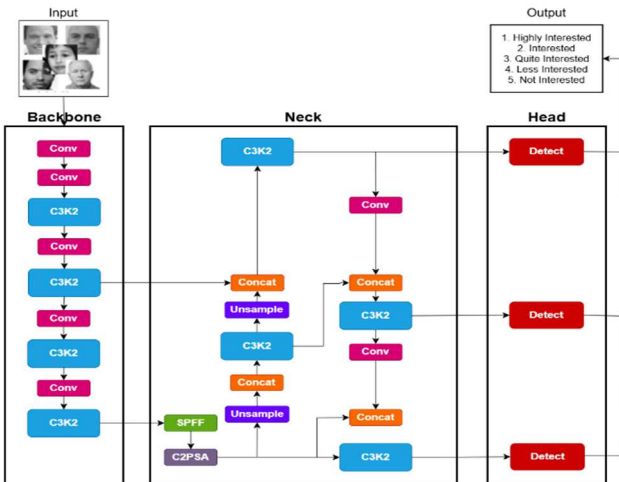 Input
Output
1. Highly Interested
2. Interested
3. Quite Interested
4. Less Interested
5. Not Interested
Backbone
Neck
Head
Conv
Conv
C3K2
Conv
C3K2
Conv
C3K2
Conv
C3K2
C3K2
Concat
Unsample
C3K2
Concat
Unsample
SPFF
C2PSA
Conv
Concat
C3K2
Conv
Concat
C3K2
Detect
Detect
Detect